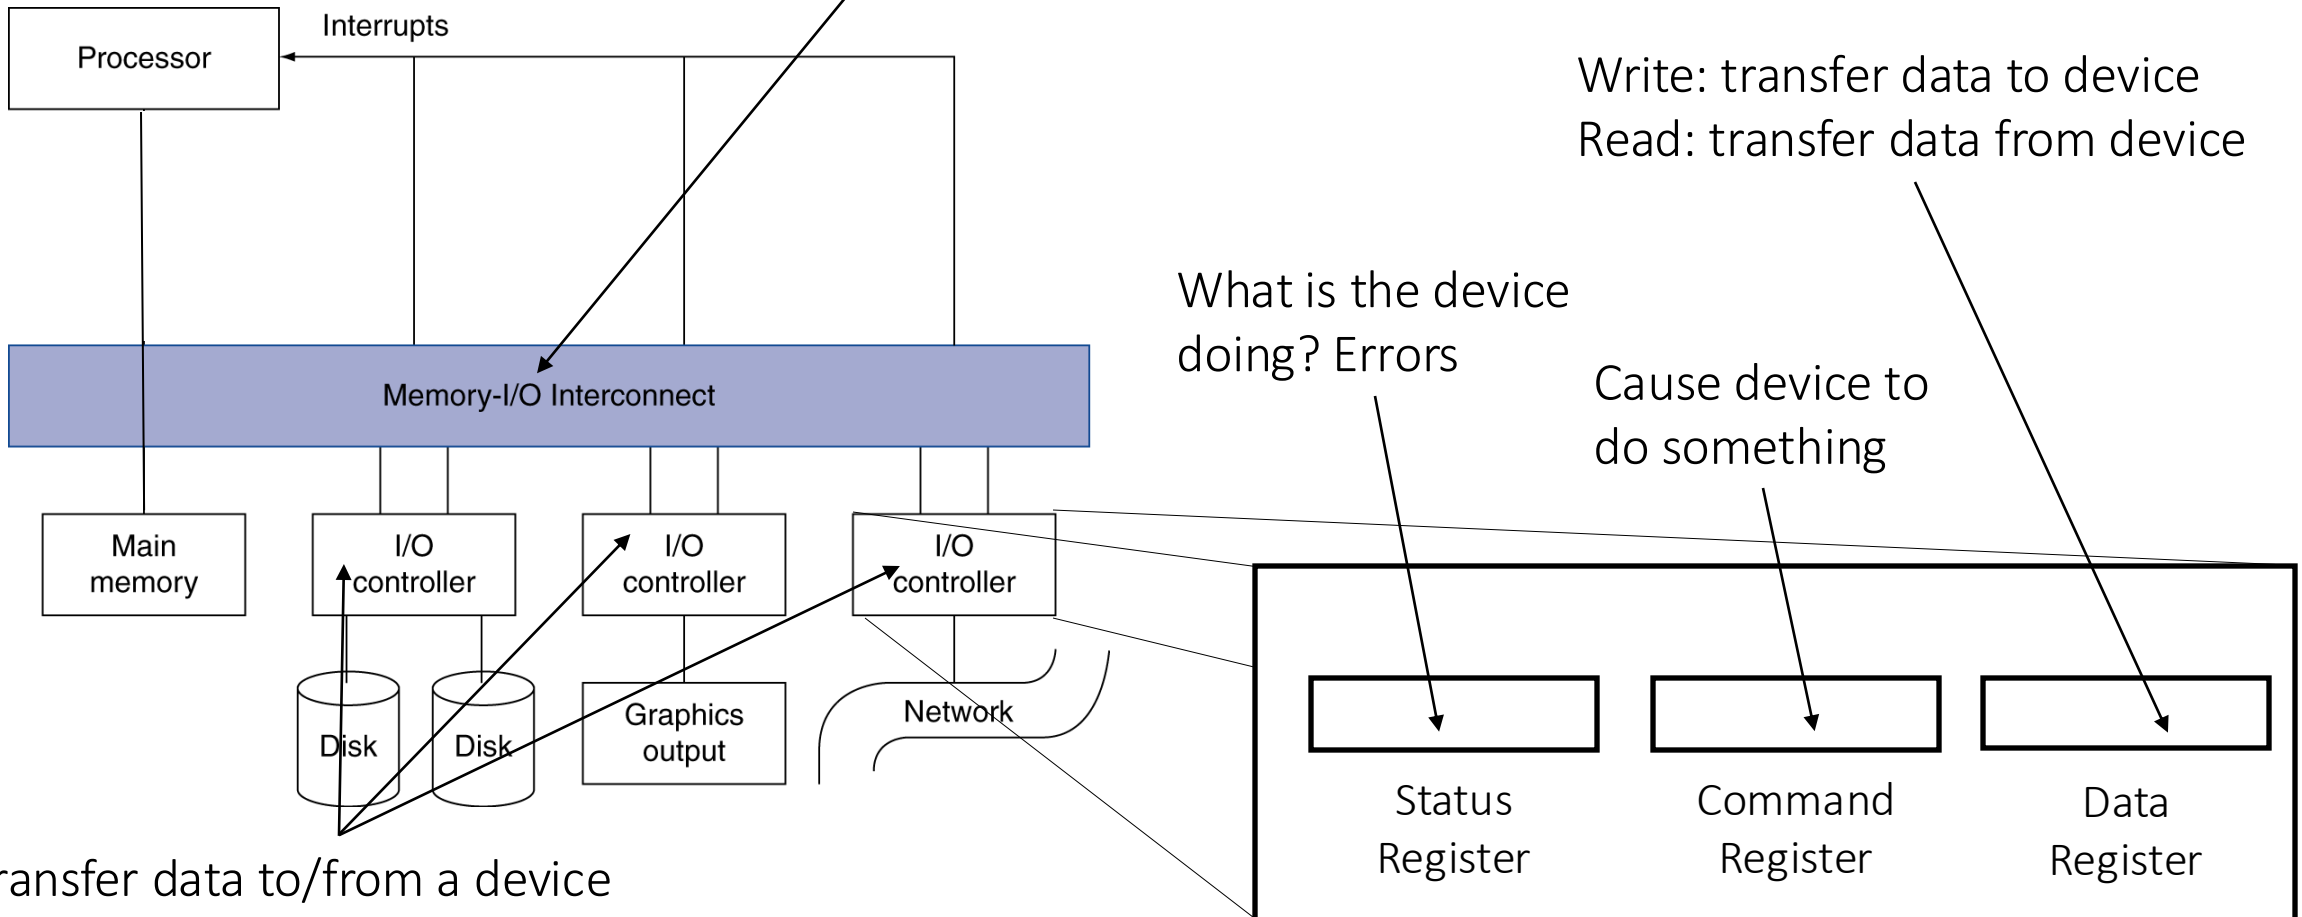 Interrupts
Processor
Write: transfer data to device
Read: transfer data from device
What is the device
doing? Errors
Cause device to
do something
Memory-I/O Interconnect
Main
memory
I/O
controller
I/O
controller
I/O
controller
Disk
Disk
Graphics
output
Network
Status
Register
Command
Register
Data
Register
ransfer data to/from a device